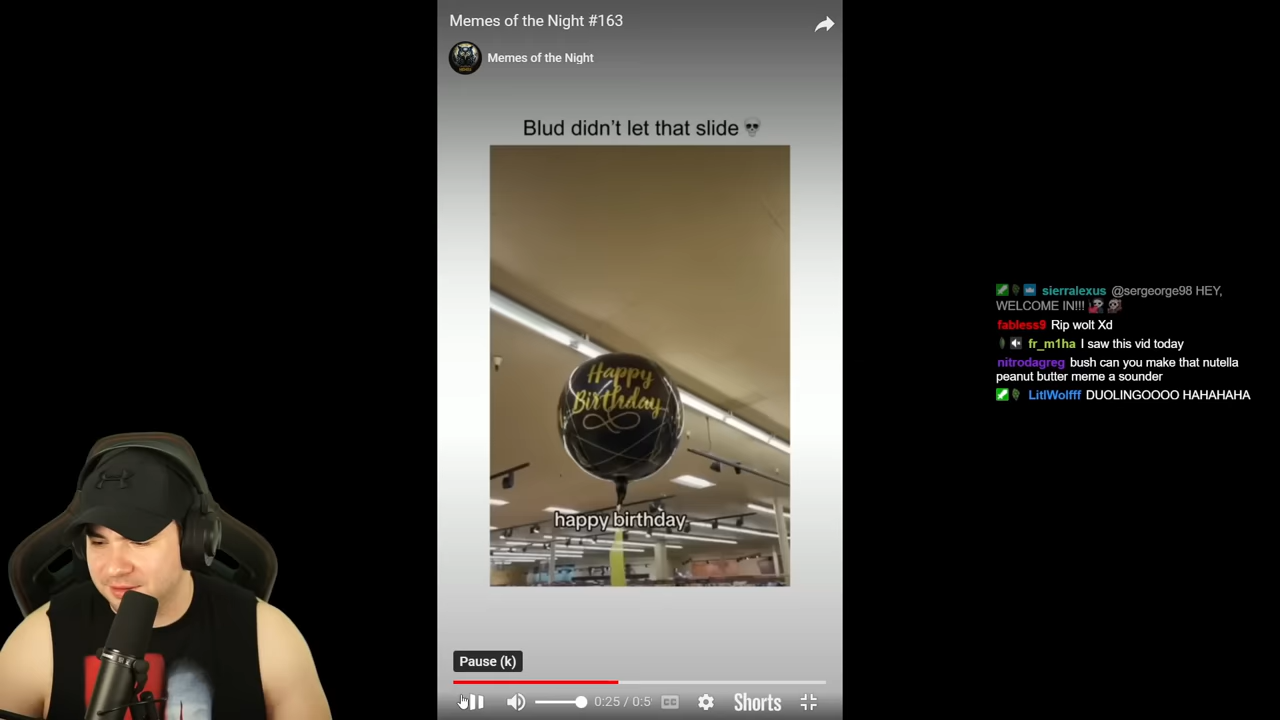 Memes of the Night #163
Memes of the Night
Blud didn't let that slide
Happy
Birthday
happy birthday
sierralexus @sergeorge98 HEY,
WELCOME IN!!!
fabless9 Rip wolt Xd
fr_m1ha I saw this vid today
nitrodagreg bush can you make that nutella
peanut butter meme a sounder
LitlWolfff DUOLINGOOOO HAHAHAHA
Pause (k)
0:25 / 0:5
CC
Shorts